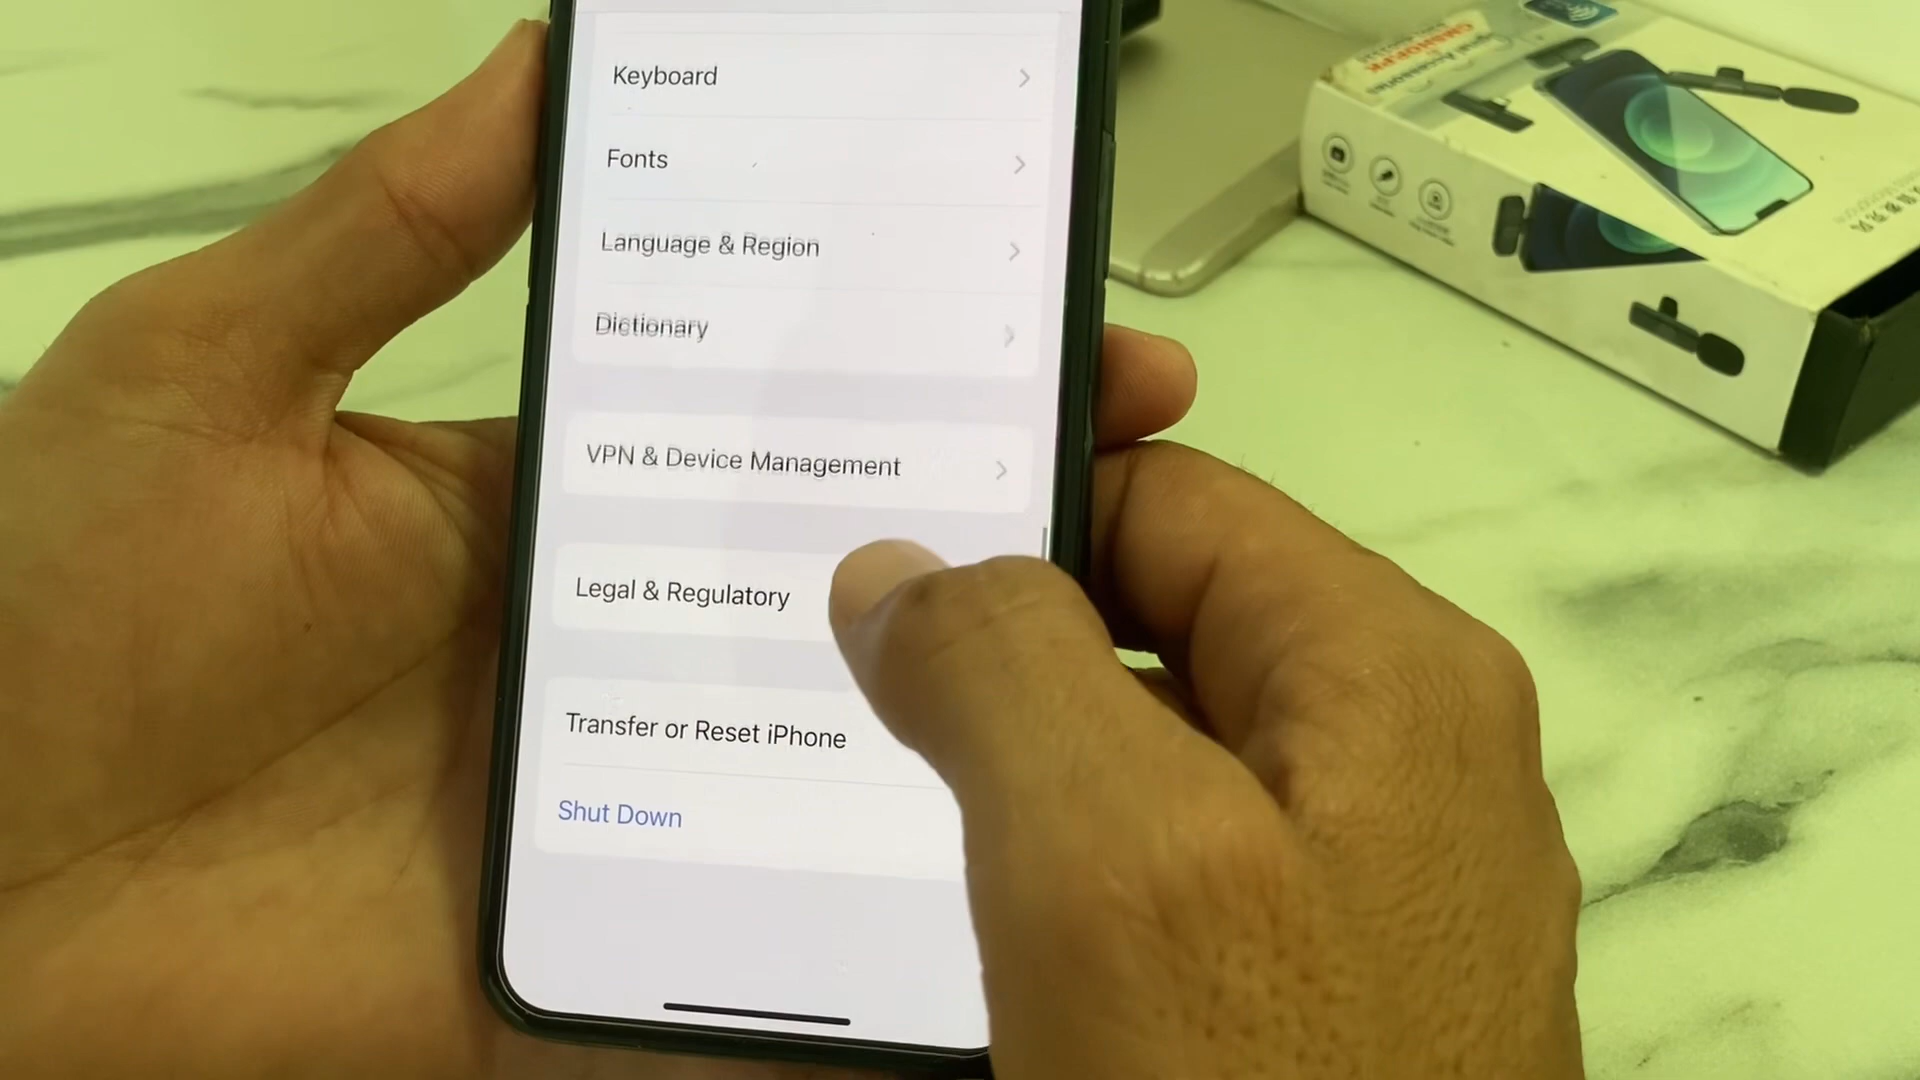 Keyboard
Fonts
Language & Region
Dictionary
VPN & Device Management
Legal & Regulatory
Transfer or Reset iPhone
Shut Down